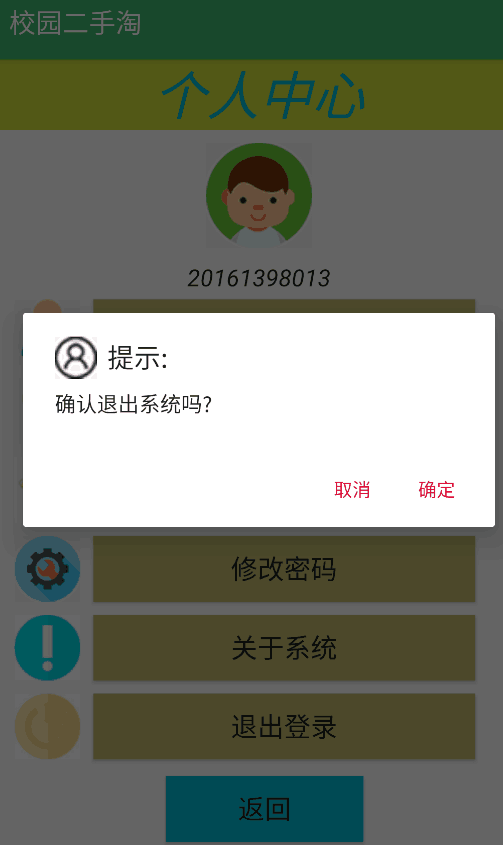 校园二手淘
个人中心
20161398013
提示:
确认退出系统吗?
取消 确定
修改密码
关于系统
退出登录
返回